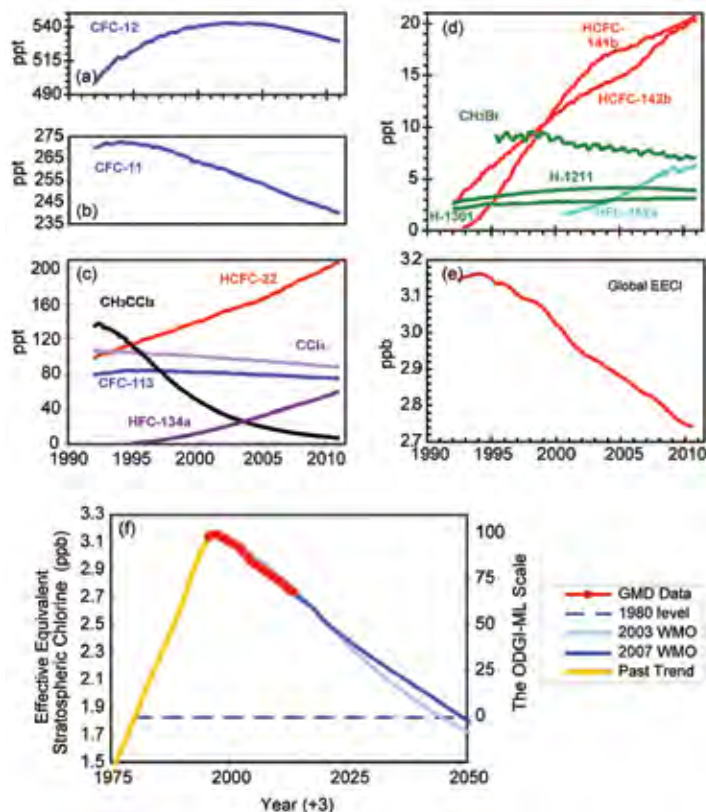 540
515
490
ppt
CFC-12
(a)
275
265
255
245
235
ppt
CFC-11
(b)
200
160
120
80
40
0
ppt
(c)
HCFC-22
CH₃CCl₃
CCl₄
CFC-113
HFC-134a
1990
1995
2000
2005
2010
20
15
10
5
0
ppt
(d)
HCFC-141b
HCFC-142b
CH₃Br
H-1211
H-1301
3.2
3.1
3.0
2.9
2.8
2.7
ppb
(e)
Global EECl
1990
1995
2000
2005
2010
(f)
3.3
3.1
2.9
2.7
2.5
2.3
2.1
1.9
1.7
1.5
Effective Equivalent
Stratospheric Chlorine (ppb)
100
75
50
25
0
The ODGI-ML Scale
1975
2000
2025
2050
Year (+3)
GMD Data
1980 level
2003 WMO
2007 WMO
Past Trend